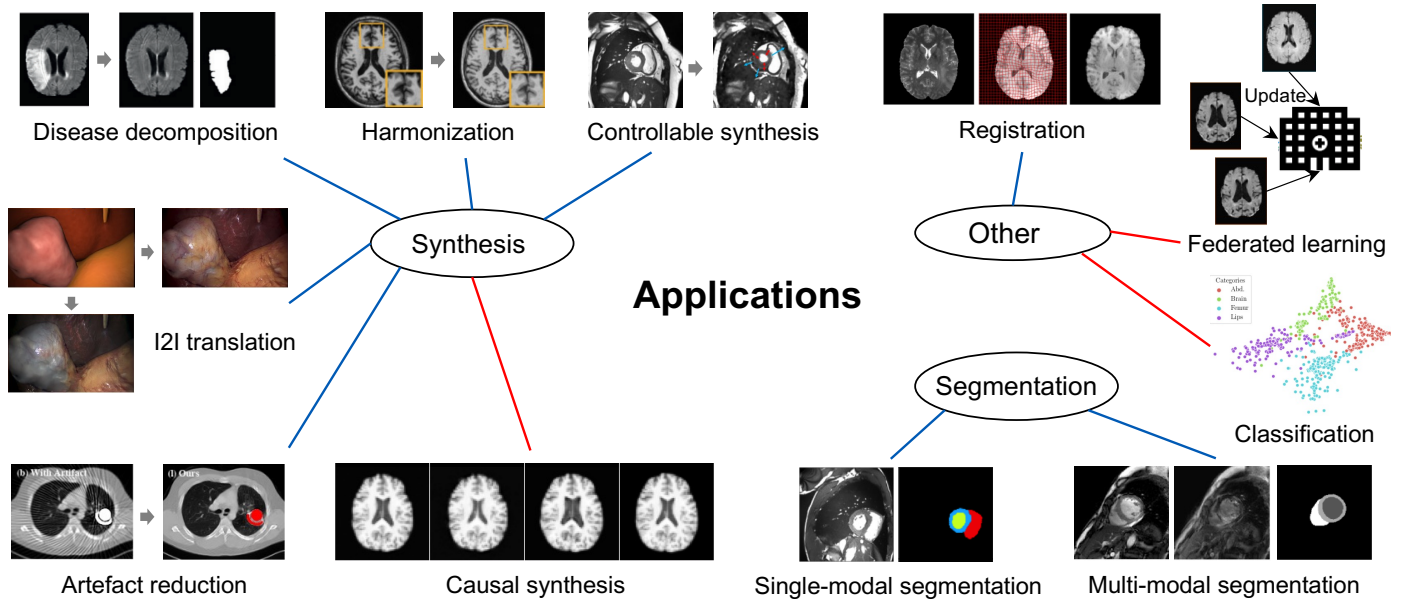 Disease decomposition
Harmonization
Controllable synthesis
Registration
Update
Federated learning
Synthesis
Other
I2I translation
Applications
Categories
Abd.
Brain
Femur
Lips
Segmentation
Classification
(b) With Artifact
(l) Ours
Artefact reduction
Causal synthesis
Single-modal segmentation
Multi-modal segmentation